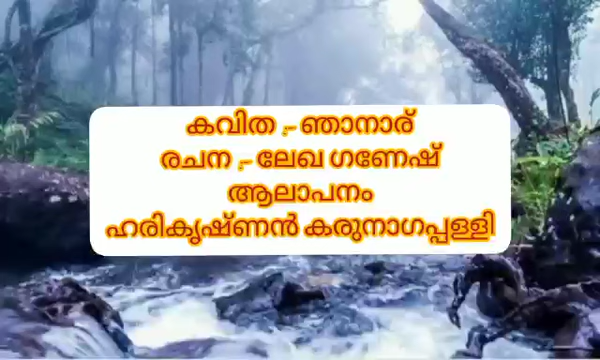 കവിത :- ഞാനാര്
രചന :- ലേഖ ഗണേഷ്
ആലാപനം
ഹരികൃഷ്ണൻ കരുനാഗപ്പള്ളി